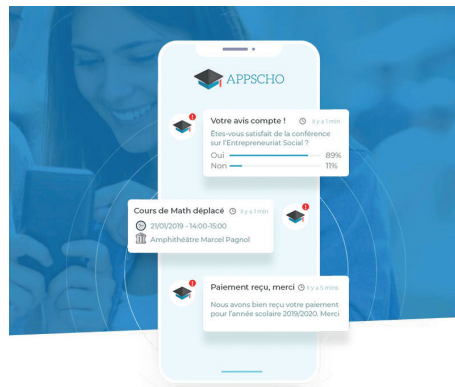 APPSCHO
Votre avis compte ! Il y a 1 min
Êtes-vous satisfait de la conférence
sur l'Entrepreneuriat Social ?
Oui 89%
Non 11%
Cours de Math déplacé Il y a 1 min
21/01/2019 - 14:00-15:00
Amphithéâtre Marcel Pagnol
Paiement reçu, merci Il y a 5 mins
Nous avons bien reçu votre paiement
pour l'année scolaire 2019/2020. Merci